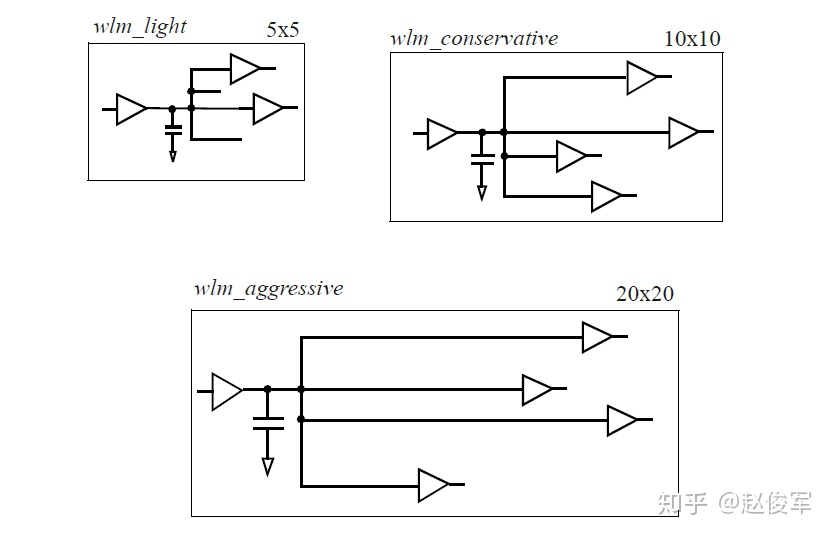 wlm_light 5x5
wlm_conservative 10x10
wlm_aggressive 20x20
知乎 @赵俊军